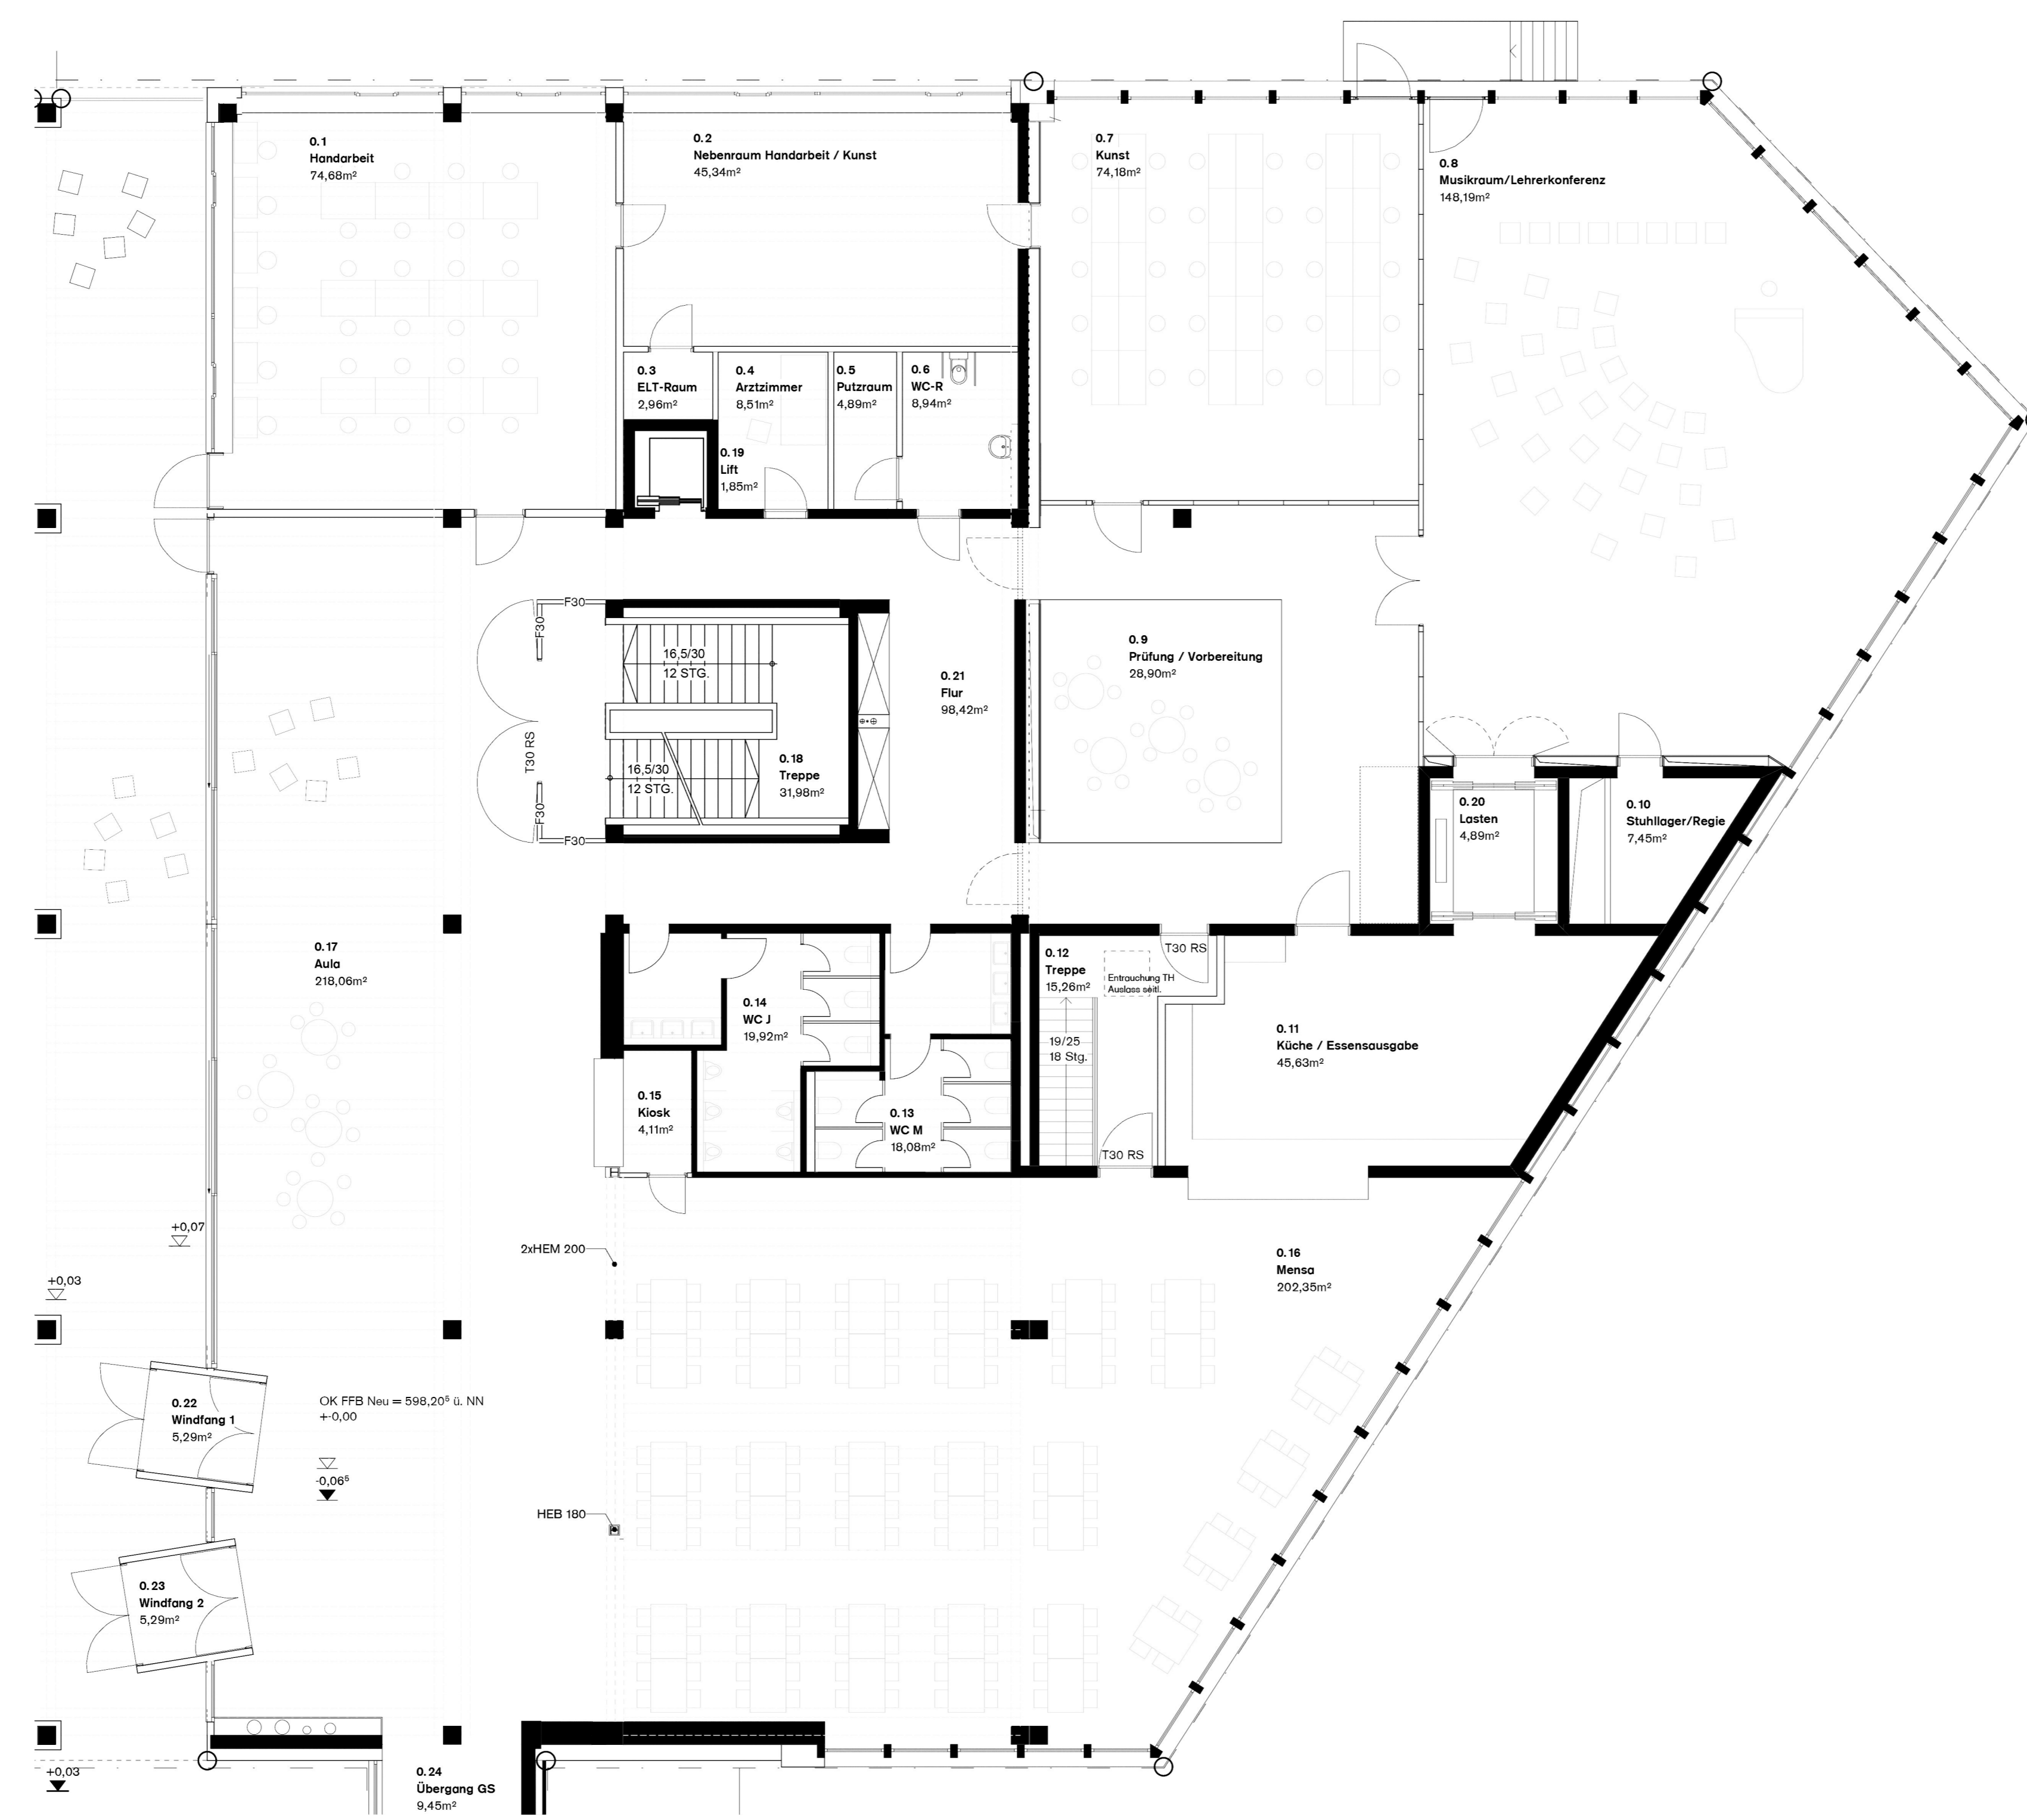 0.1
Handarbeit
74,68m²
0.2
Nebenraum Handarbeit / Kunst
45,34m²
0.7
Kunst
74,18m²
0.8
Musikraum/Lehrerkonferenz
148,19m²
0.3
ELT-Raum
2,96m²
0.4
Arztzimmer
8,51m²
0.5
Putzraum
4,89m²
0.6
WC-R
8,94m²
0.19
Lift
1,85m²
F30
F30
T30 RS
F30
F30
16,5/30
12 STG.
16,5/30
12 STG.
0.18
Treppe
31,98m²
0.21
Flur
98,42m²
0.9
Prüfung / Vorbereitung
28,90m²
0.20
Lasten
4,89m²
0.10
Stuhllager/Regie
7,45m²
0.17
Aula
218,06m²
0.12
Treppe
15,26m²
Entrauchung TH
Auslass seitl.
T30 RS
19/25
18 Stg.
T30 RS
0.14
WC J
19,92m²
0.11
Küche / Essensausgabe
45,63m²
0.15
Kiosk
4,11m²
0.13
WC M
18,08m²
+0,07
+0,03
2xHEM 200
0.16
Mensa
202,35m²
0.22
Windfang 1
5,29m²
OK FFB Neu = 598,20⁵ ü. NN
+-0,00
-0,06⁵
HEB 180
0.23
Windfang 2
5,29m²
+0,03
0.24
Übergang GS
9,45m²